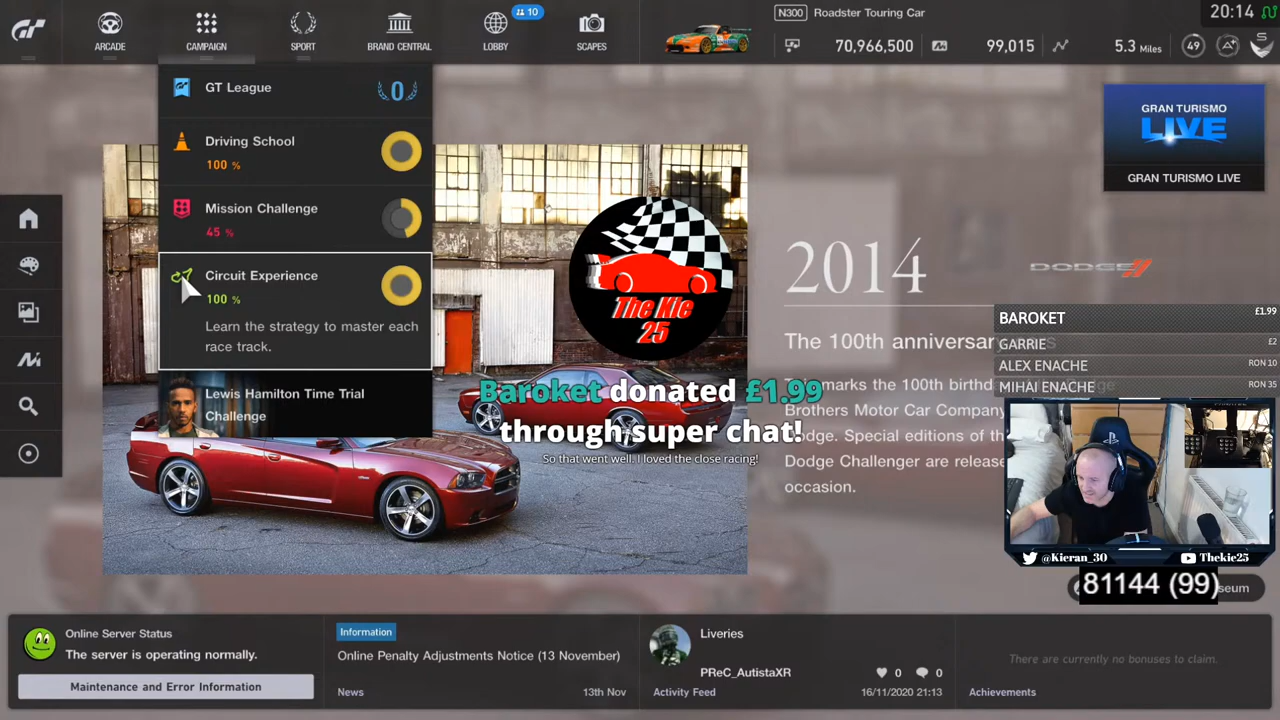 ARCADE
CAMPAIGN
SPORT
BRAND CENTRAL
10
LOBBY
SCAPES
N300 Roadster Touring Car
70,966,500
99,015
5.3 Miles
49
20:14
S
GT League
0
Driving School
100 %
Mission Challenge
45 %
Circuit Experience
100 %
Learn the strategy to master each
race track.
Lewis Hamilton Time Trial
Challenge
The Kie
25
Baroket donated £1.99
through super chat!
So that went well. I loved the close racing!
GRAN TURISMO
LIVE
GRAN TURISMO LIVE
2014
DODGE
The 100th anniversar
marks the 100th birthd
Brothers Motor Car Company
odge. Special editions of th
Dodge Challenger are release
occasion.
BAROKET £1.99
GARRIE £2
ALEX ENACHE RON 10
MIHAI ENACHE RON 35
@Kieran_30
Thekie25
81144 (99)
seum
Online Server Status
The server is operating normally.
Maintenance and Error Information
Information
Online Penalty Adjustments Notice (13 November)
News 13th Nov
Liveries
PReC_AutistaXR
0 0
Activity Feed 16/11/2020 21:13
There are currently no bonuses to claim.
Achievements